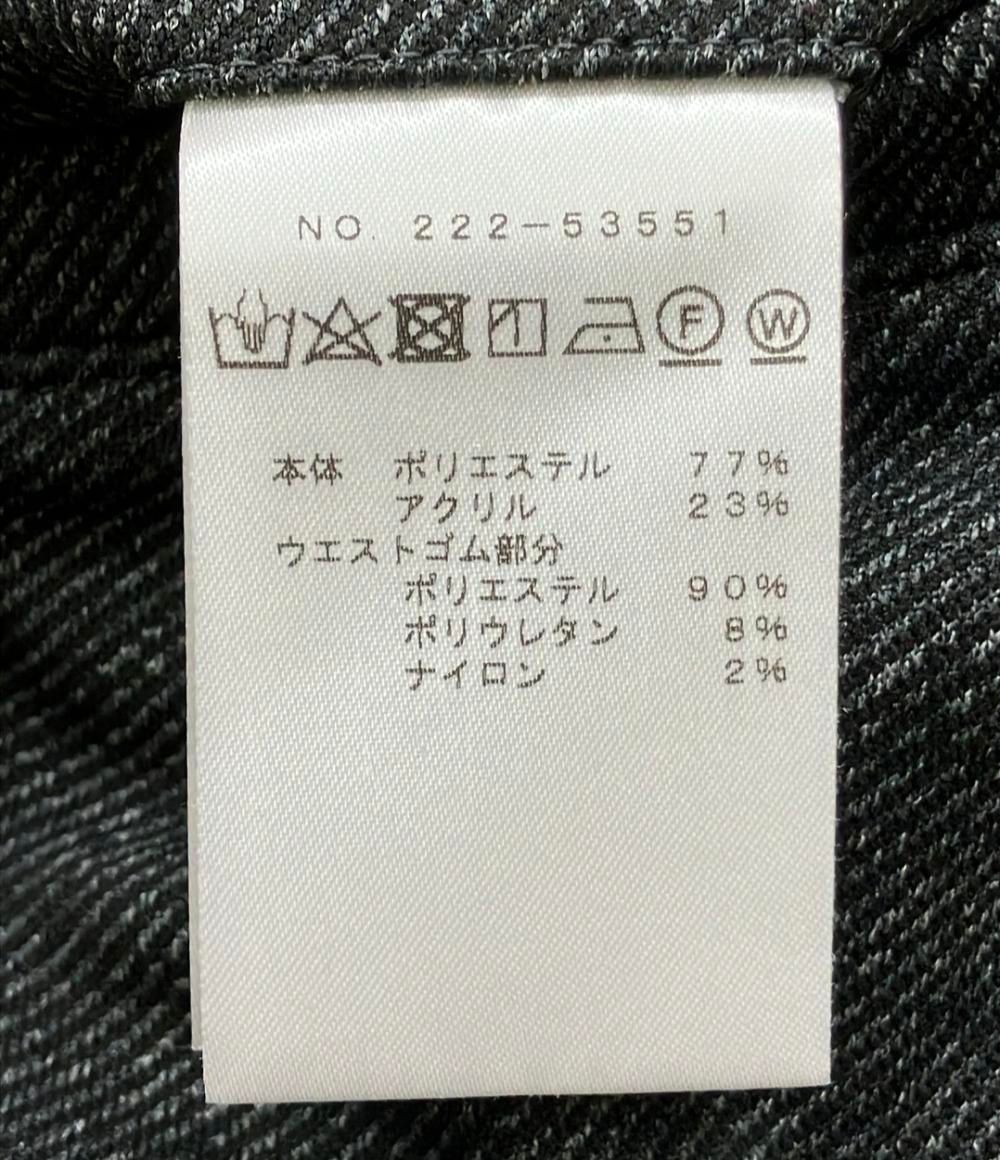 NO. 222-53551
F W
本体 ポリエステル 77%
アクリル 23%
ウエストゴム部分
ポリエステル 90%
ポリウレタン 8%
ナイロン 2%